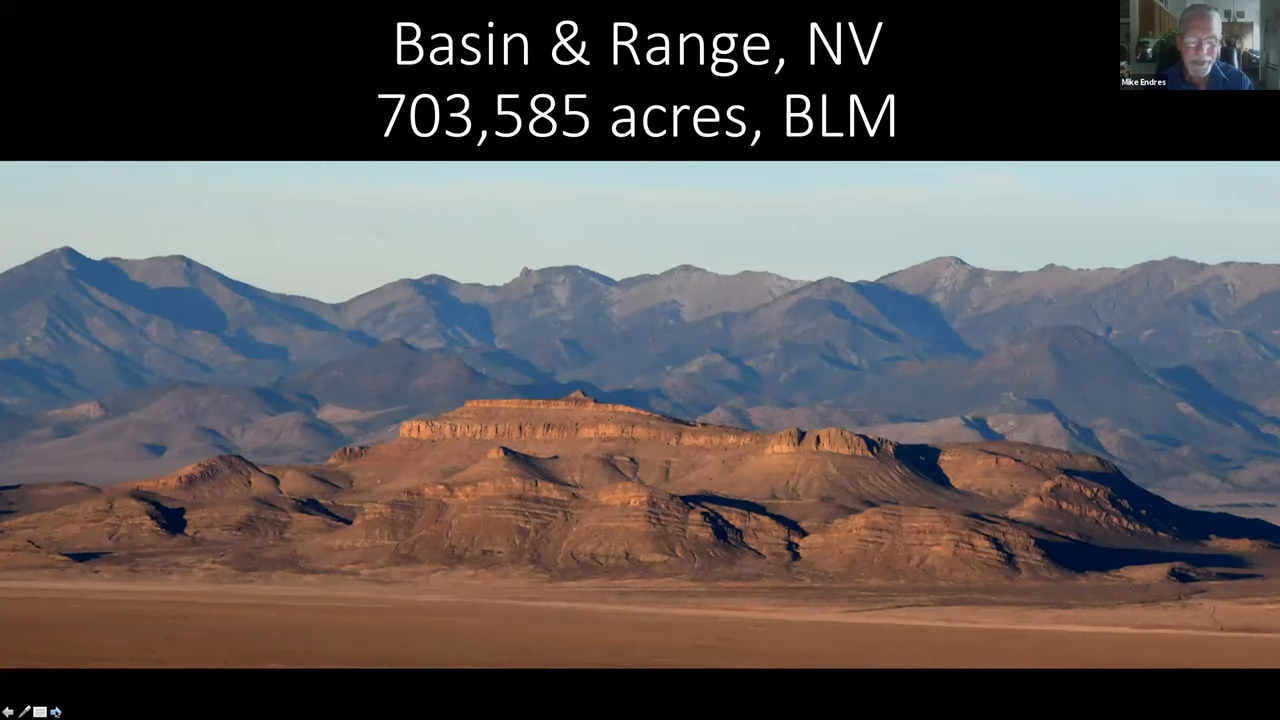 Basin & Range, NV
703,585 acres, BLM
Mike Endres